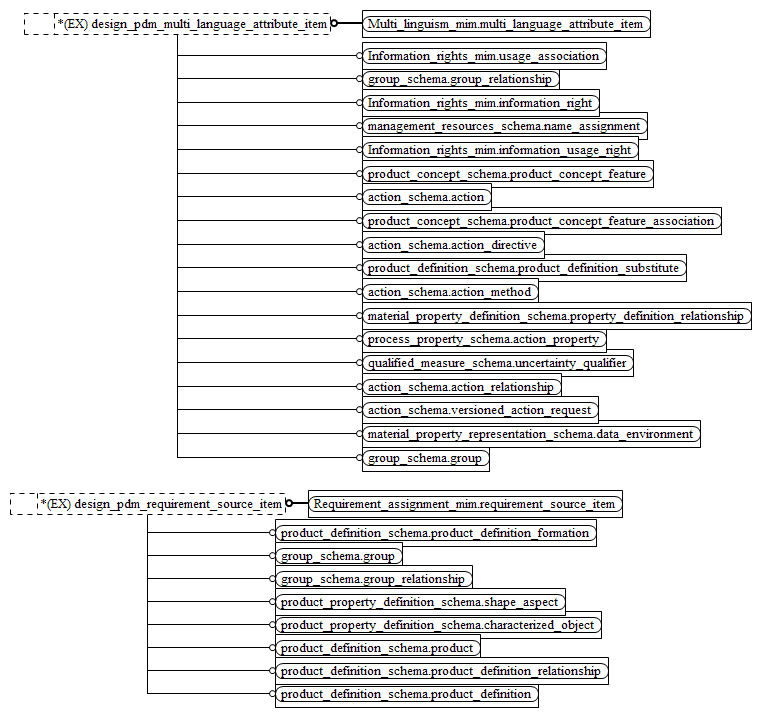 *(EX) design_pdm_multi_language_attribute_item
Multi_linguism_mim.multi_language_attribute_item
Information_rights_mim.usage_association
group_schema.group_relationship
Information_rights_mim.information_right
management_resources_schema.name_assignment
Information_rights_mim.information_usage_right
product_concept_schema.product_concept_feature
action_schema.action
product_concept_schema.product_concept_feature_association
action_schema.action_directive
product_definition_schema.product_definition_substitute
action_schema.action_method
material_property_definition_schema.property_definition_relationship
process_property_schema.action_property
qualified_measure_schema.uncertainty_qualifier
action_schema.action_relationship
action_schema.versioned_action_request
material_property_representation_schema.data_environment
group_schema.group
*(EX) design_pdm_requirement_source_item
Requirement_assignment_mim.requirement_source_item
product_definition_schema.product_definition_formation
group_schema.group
group_schema.group_relationship
product_property_definition_schema.shape_aspect
product_property_definition_schema.characterized_object
product_definition_schema.product
product_definition_schema.product_definition_relationship
product_definition_schema.product_definition